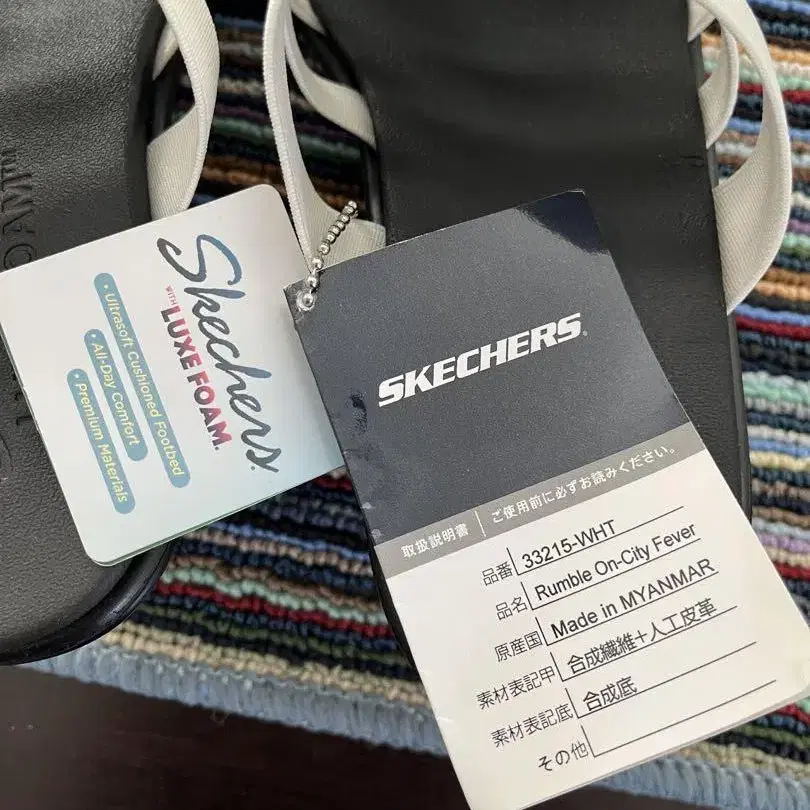 Skechers
WITH LUXE FOAM.
• Ultrasoft Cushioned Footbed
• All-Day Comfort
• Premium Materials
SKECHERS
取扱説明書 | ご使用前に必ずお読みください。
品番 33215-WHT
品名 Rumble On-City Fever
原産国 Made in MYANMAR
素材表記甲 合成繊維+人工皮革
素材表記底 合成底
その他